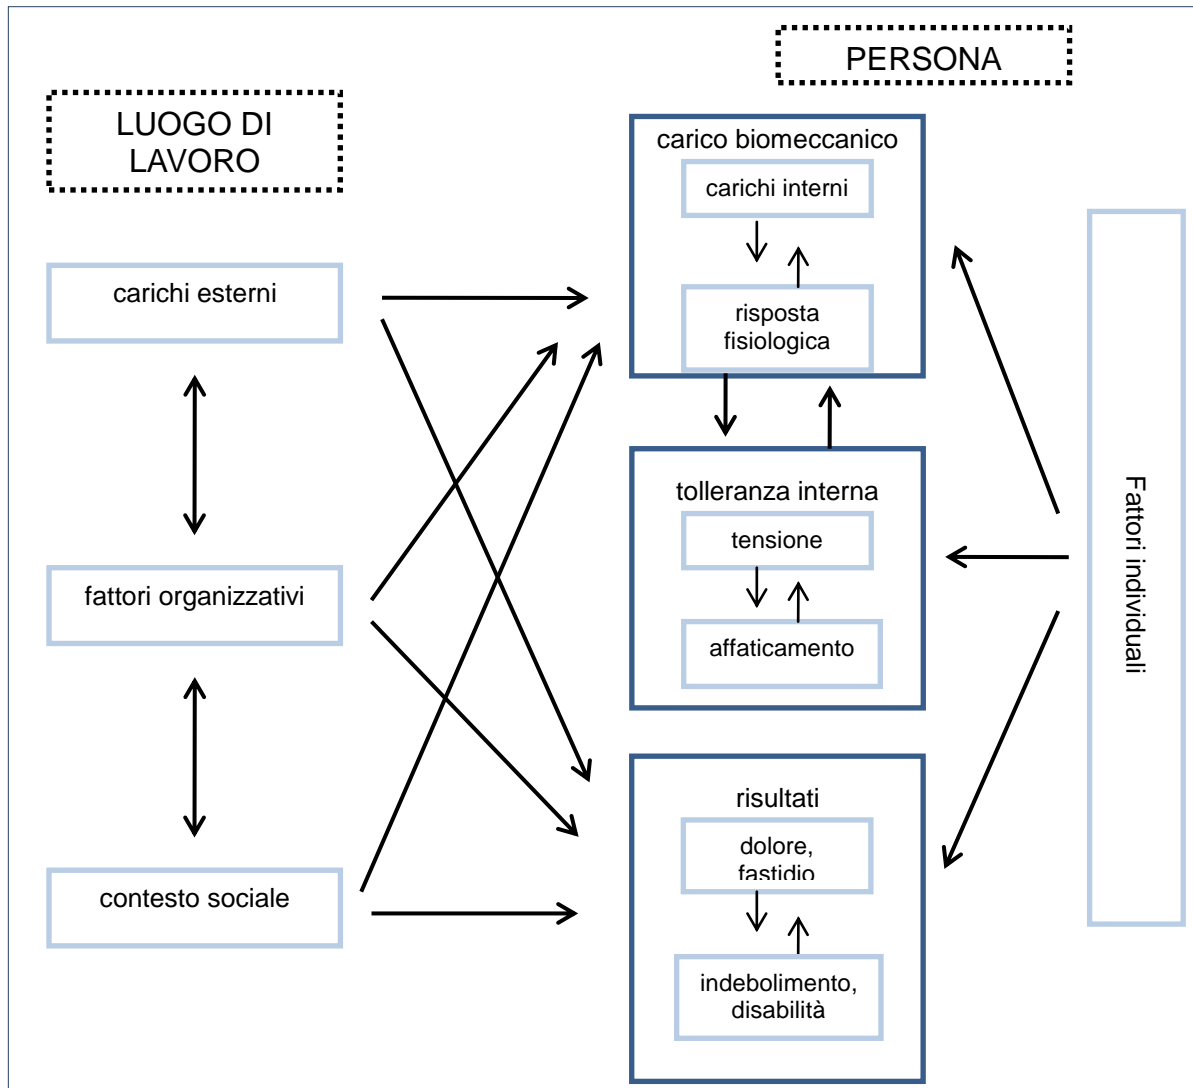 PERSONA
LUOGO DI
LAVORO
carico biomeccanico
carichi interni
carichi esterni
risposta
fisiologica
tolleranza interna
tensione
fattori organizzativi
affaticamento
Fattori individuali
risultati
dolore,
fastidio
contesto sociale
indebolimento,
disabilità